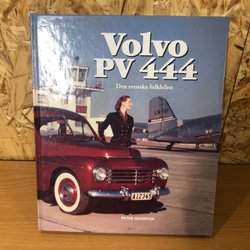 Volvo
PV 444
Den svenska folkbilen
PETER HAVENTON